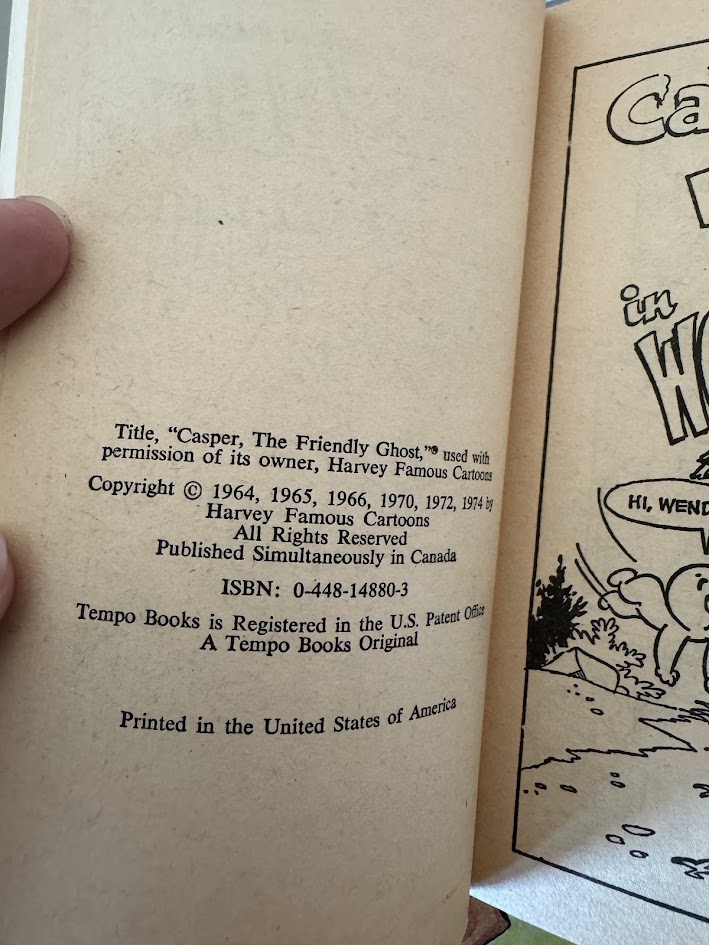 Title, “Casper, The Friendly Ghost,”® used with
permission of its owner, Harvey Famous Cartoons
Copyright © 1964, 1965, 1966, 1970, 1972, 1974 by
Harvey Famous Cartoons
All Rights Reserved
Published Simultaneously in Canada
ISBN: 0-448-14880-3
Tempo Books is Registered in the U.S. Patent Office
A Tempo Books Original
Printed in the United States of America
Ca
in
HI, WEND